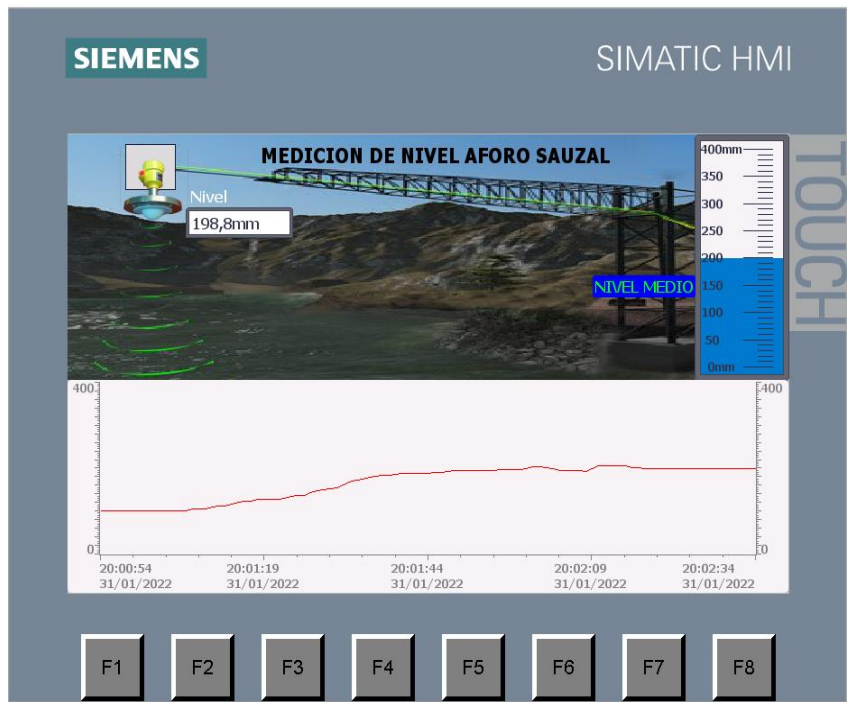 SIEMENS
SIMATIC HMI
TOUCH
MEDICION DE NIVEL AFORO SAUZAL
Nivel
198,8mm
NIVEL MEDIO
400mm
350
300
250
200
150
100
50
0mm
400
400
0
0
20:00:54
31/01/2022
20:01:19
31/01/2022
20:01:44
31/01/2022
20:02:09
31/01/2022
20:02:34
31/01/2022
F1
F2
F3
F4
F5
F6
F7
F8